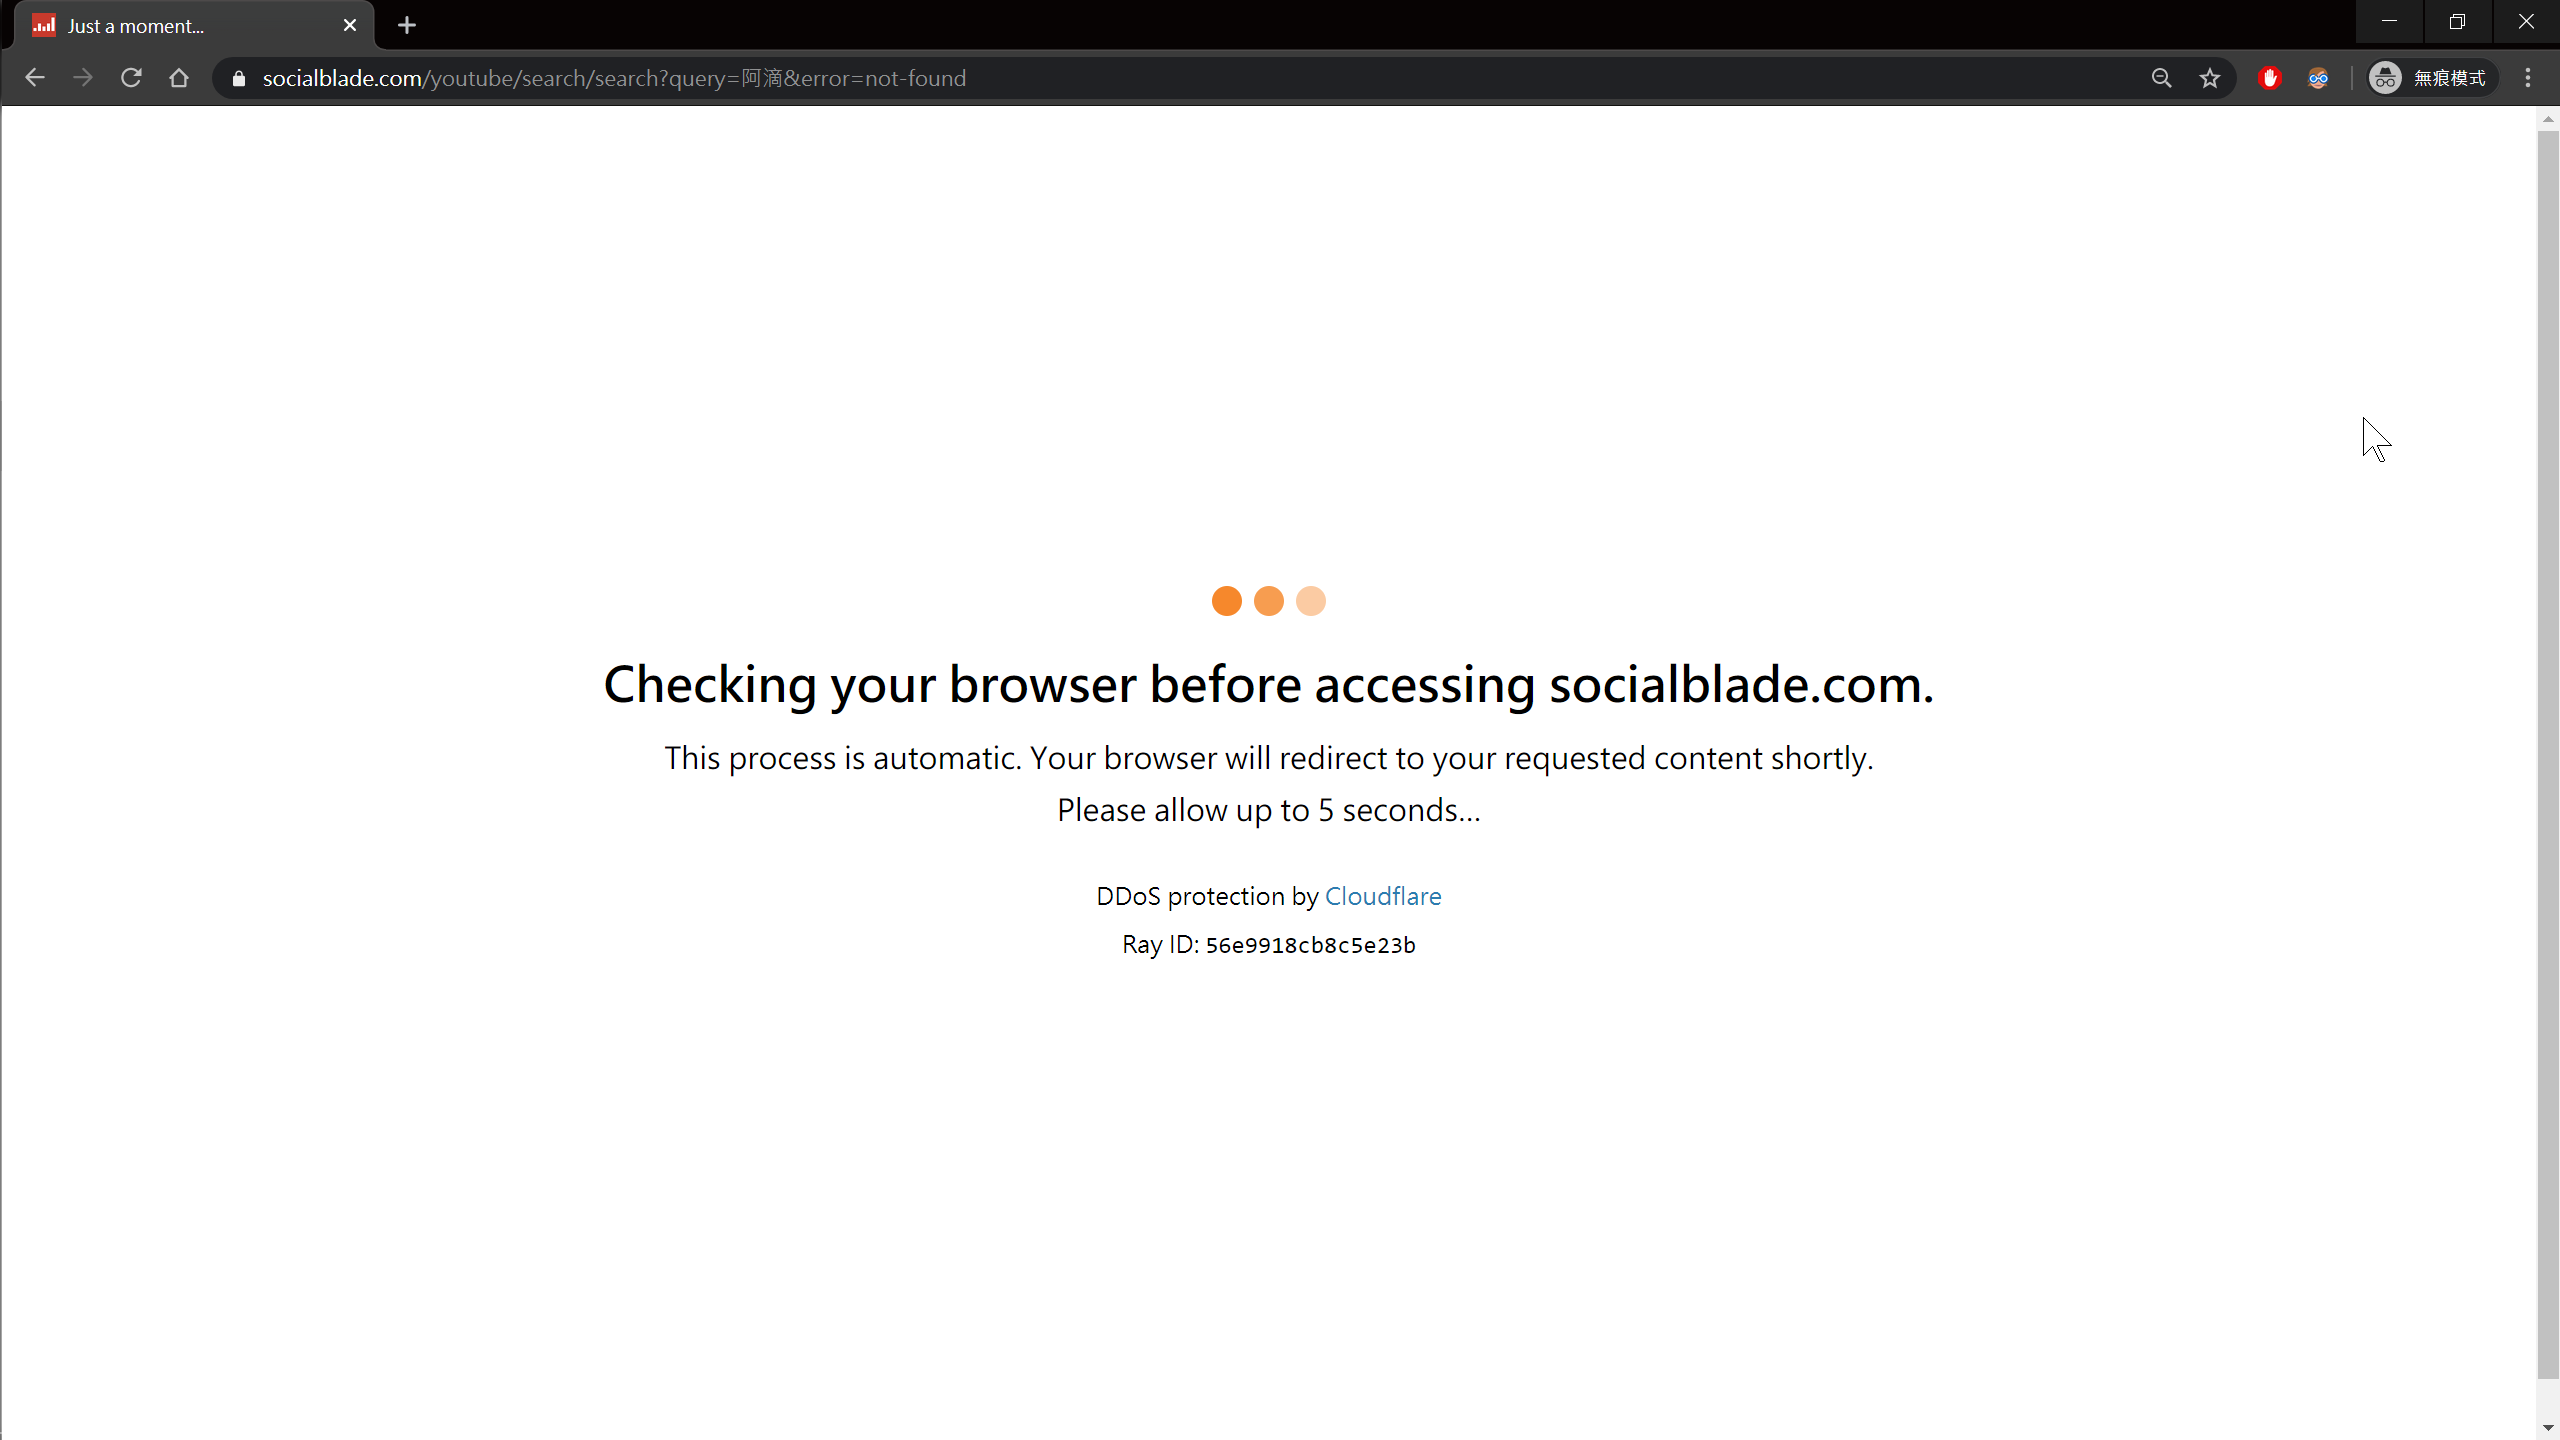 Just a moment...
socialblade.com/youtube/search/search?query=阿滴&error=not-found
無痕模式
Checking your browser before accessing socialblade.com.
This process is automatic. Your browser will redirect to your requested content shortly.
Please allow up to 5 seconds...
DDoS protection by Cloudflare
Ray ID: 56e9918cb8c5e23b